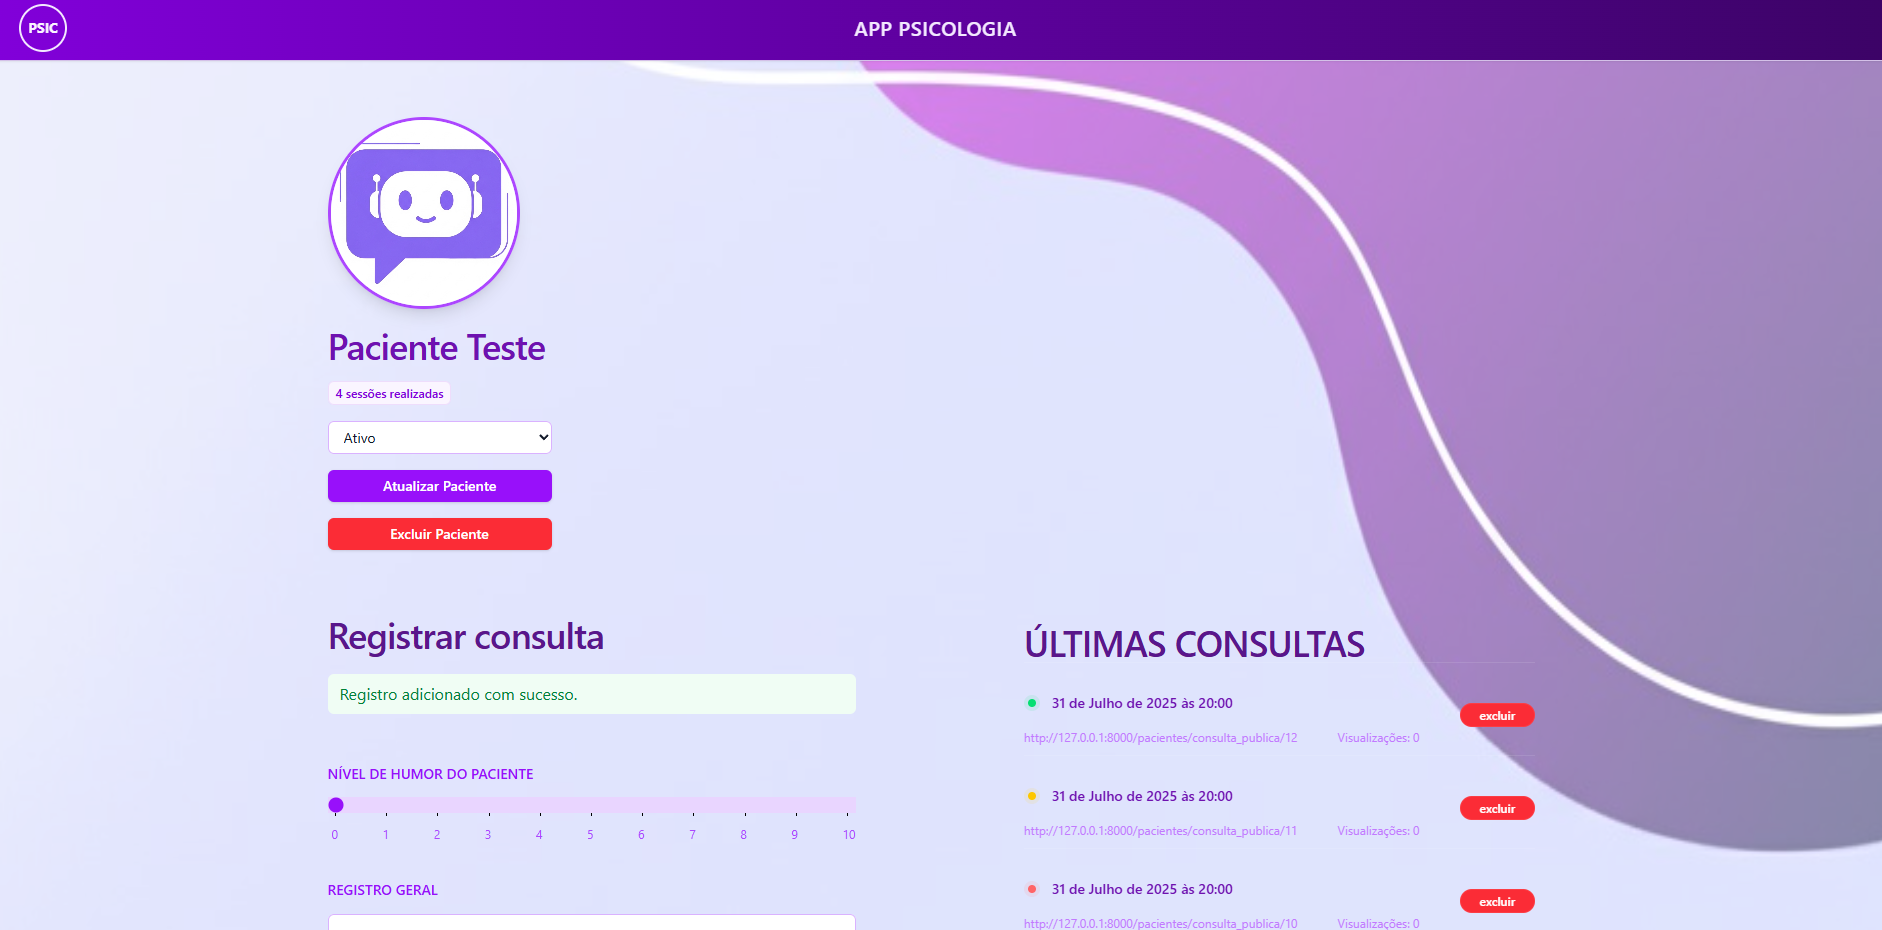 PSIC
APP PSICOLOGIA
Paciente Teste
4 sessões realizadas
Ativo
Atualizar Paciente
Excluir Paciente
Registrar consulta
Registro adicionado com sucesso.
NÍVEL DE HUMOR DO PACIENTE
0 1 2 3 4 5 6 7 8 9 10
REGISTRO GERAL
ÚLTIMAS CONSULTAS
31 de Julho de 2025 às 20:00
excluir
http://127.0.0.1:8000/pacientes/consulta_publica/12 Visualizações: 0
31 de Julho de 2025 às 20:00
excluir
http://127.0.0.1:8000/pacientes/consulta_publica/11 Visualizações: 0
31 de Julho de 2025 às 20:00
excluir
http://127.0.0.1:8000/pacientes/consulta_publica/10 Visualizações: 0